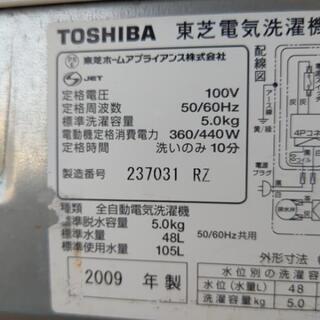 TOSHIBA 東芝電気洗濯機
東芝ホームアプライアンス株式会社
配線図
S JET
定格電圧 100V
定格周波数 50/60Hz
標準洗濯容量 5.0kg
電動機定格消費電力 360/440W
定格時間 洗いのみ 10分
製造番号 237031 RZ
アース線
黄/緑
電源プラグ
灰
灰
4Pコネ
種類 全自動電気洗濯機
標準脱水容量 5.0kg
標準水量 48L
標準使用水量 105L
50/60Hz共用
2009 年製
外形寸法
水位別の洗濯容
水位(水量L) 48
洗濯容量kg 5.0